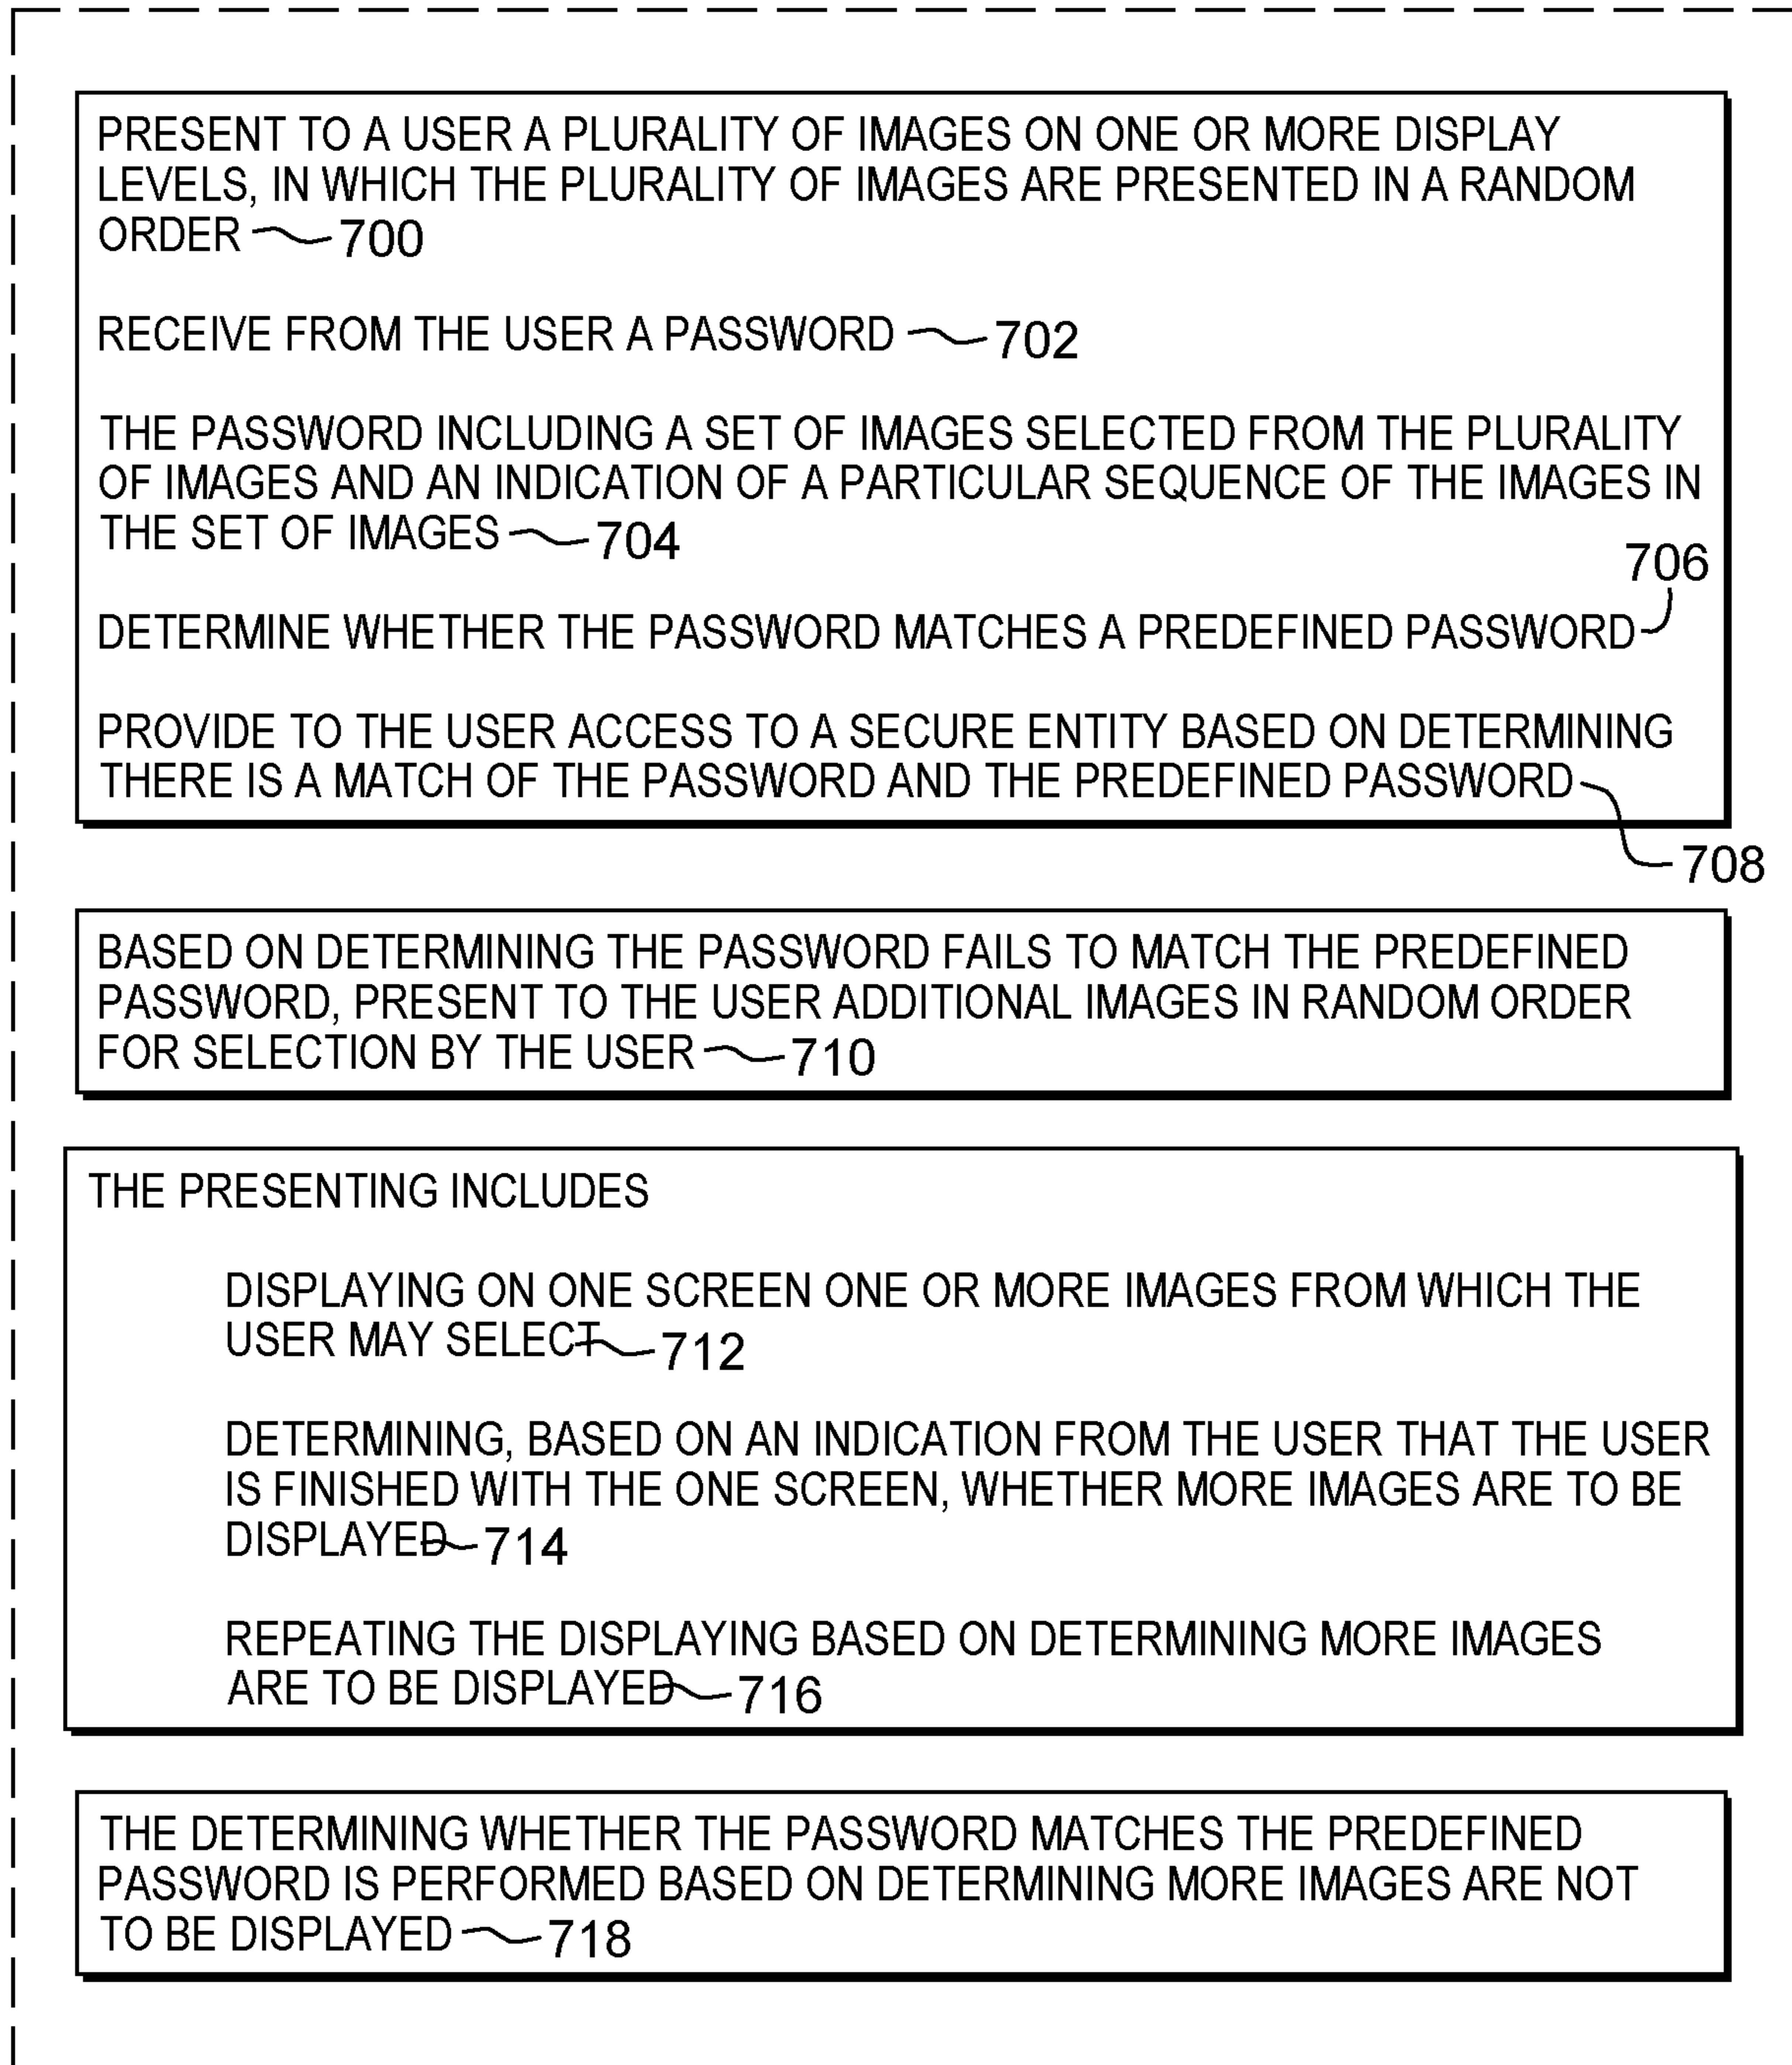 PRESENT TO A USER A PLURALITY OF IMAGES ON ONE OR MORE DISPLAY
LEVELS, IN WHICH THE PLURALITY OF IMAGES ARE PRESENTED IN A RANDOM
ORDER 700
RECEIVE FROM THE USER A PASSWORD 702
THE PASSWORD INCLUDING A SET OF IMAGES SELECTED FROM THE PLURALITY
OF IMAGES AND AN INDICATION OF A PARTICULAR SEQUENCE OF THE IMAGES IN
THE SET OF IMAGES 704
706
DETERMINE WHETHER THE PASSWORD MATCHES A PREDEFINED PASSWORD
PROVIDE TO THE USER ACCESS TO A SECURE ENTITY BASED ON DETERMINING
THERE IS A MATCH OF THE PASSWORD AND THE PREDEFINED PASSWORD
708
BASED ON DETERMINING THE PASSWORD FAILS TO MATCH THE PREDEFINED
PASSWORD, PRESENT TO THE USER ADDITIONAL IMAGES IN RANDOM ORDER
FOR SELECTION BY THE USER 710
THE PRESENTING INCLUDES
DISPLAYING ON ONE SCREEN ONE OR MORE IMAGES FROM WHICH THE
USER MAY SELECT 712
DETERMINING, BASED ON AN INDICATION FROM THE USER THAT THE USER
IS FINISHED WITH THE ONE SCREEN, WHETHER MORE IMAGES ARE TO BE
DISPLAYED 714
REPEATING THE DISPLAYING BASED ON DETERMINING MORE IMAGES
ARE TO BE DISPLAYED 716
THE DETERMINING WHETHER THE PASSWORD MATCHES THE PREDEFINED
PASSWORD IS PERFORMED BASED ON DETERMINING MORE IMAGES ARE NOT
TO BE DISPLAYED 718